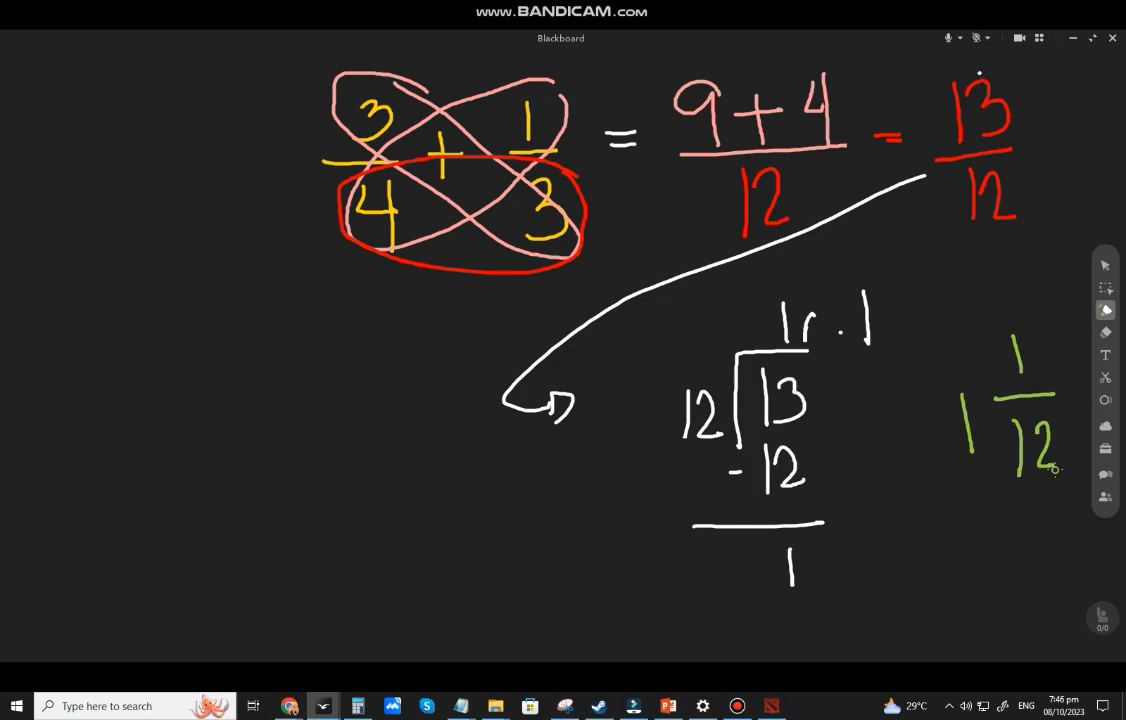 WWW.BANDICAM.COM
Blackboard
3/4 + 1/3 = 9 + 4/12 = 13/12
1 r. 1
12 13
- 12
1
1 1/12
0/0
Type here to search
29°C
ENG
7:46 pm
08/10/2023